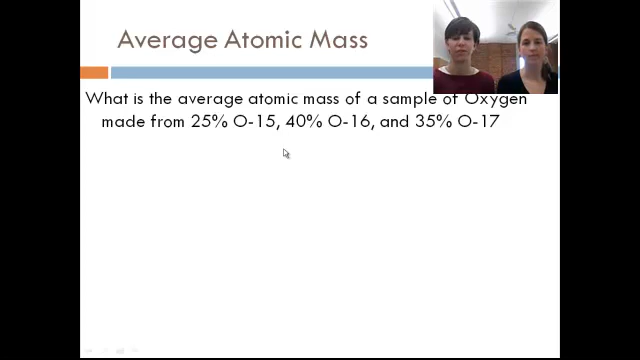 Average Atomic Mass
What is the average atomic mass of a sample of Oxygen
made from 25% O-15, 40% O-16, and 35% O-17